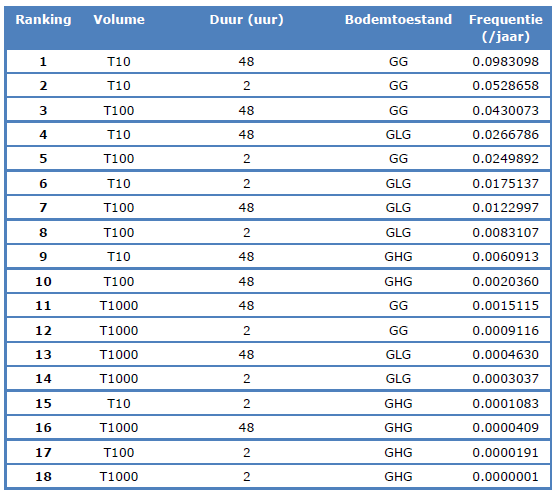 Ranking Volume Duur (uur) Bodemtoestand Frequentie
(/jaar)
1 T10 48 GG 0.0983098
2 T10 2 GG 0.0528658
3 T100 48 GG 0.0430073
4 T10 48 GLG 0.0266786
5 T100 2 GG 0.0249892
6 T10 2 GLG 0.0175137
7 T100 48 GLG 0.0122997
8 T100 2 GLG 0.0083107
9 T10 48 GHG 0.0060913
10 T100 48 GHG 0.0020360
11 T1000 48 GG 0.0015115
12 T1000 2 GG 0.0009116
13 T1000 48 GLG 0.0004630
14 T1000 2 GLG 0.0003037
15 T10 2 GHG 0.0001083
16 T1000 48 GHG 0.0000409
17 T100 2 GHG 0.0000191
18 T1000 2 GHG 0.0000001